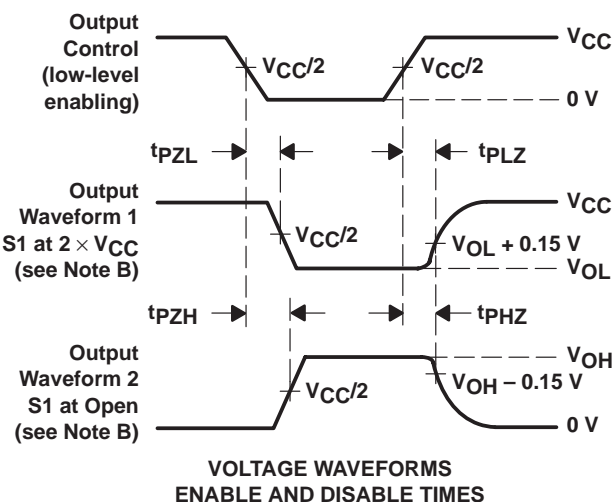 Output
Control
(low-level
enabling)
VCC/2
VCC/2
VCC
0 V
tPZL
tPLZ
Output
Waveform 1
S1 at 2 × VCC
(see Note B)
VCC/2
VCC
VOL + 0.15 V
VOL
tPZH
tPHZ
Output
Waveform 2
S1 at Open
(see Note B)
VCC/2
VOH
VOH − 0.15 V
0 V
VOLTAGE WAVEFORMS
ENABLE AND DISABLE TIMES